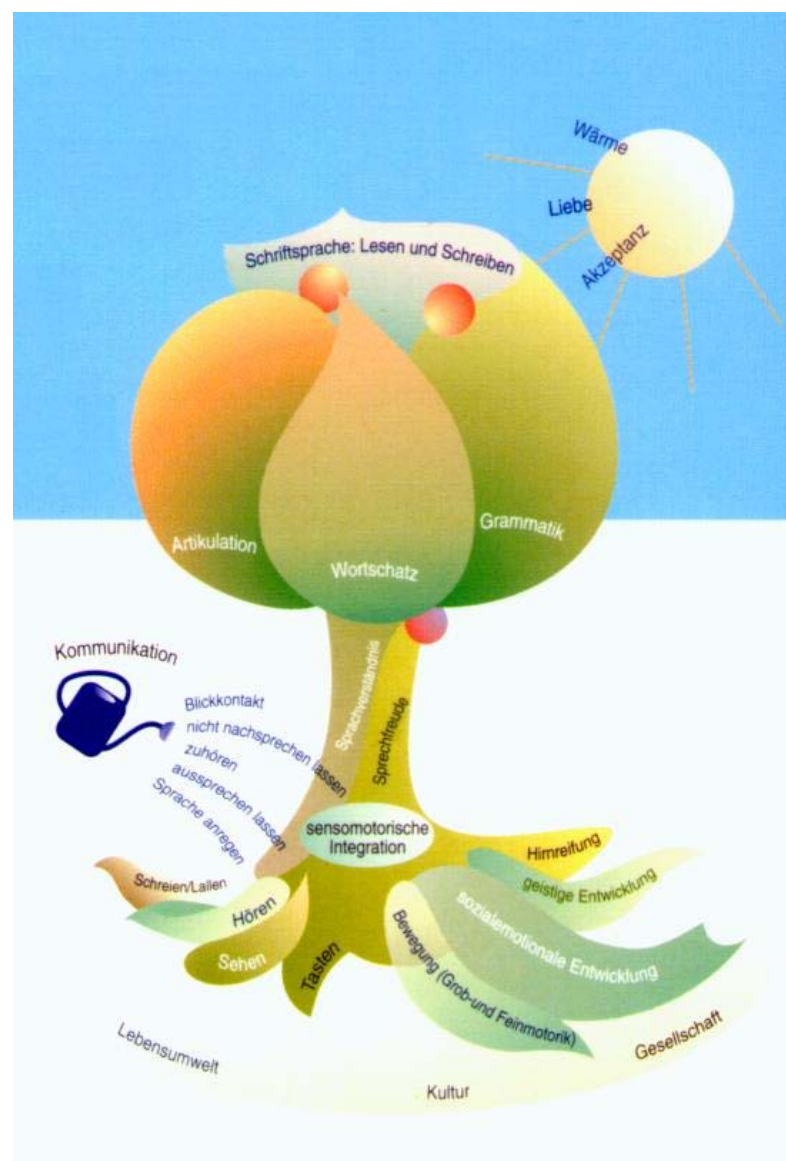 Wärme
Liebe
Akzeptanz
Schriftsprache: Lesen und Schreiben
Artikulation
Wortschatz
Grammatik
Kommunikation
Blickkontakt
nicht nachsprechen lassen
zuhören
aussprechen lassen
Sprache anregen
Sprachverständnis
Sprechfreude
sensomotorische
Integration
Schreien/Lallen
Hören
Sehen
Tasten
Bewegung (Grob-und Feinmotorik)
sozialemotionale Entwicklung
geistige Entwicklung
Hirnreifung
Lebensumwelt
Kultur
Gesellschaft